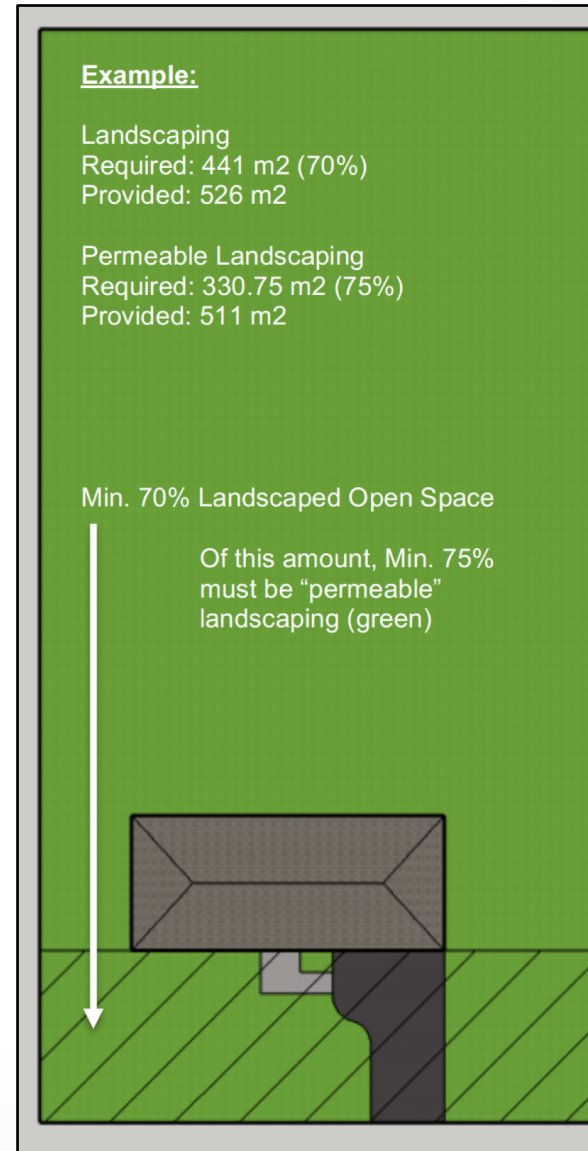 Example:
Landscaping
Required: 441 m2 (70%)
Provided: 526 m2
Permeable Landscaping
Required: 330.75 m2 (75%)
Provided: 511 m2
Min. 70% Landscaped Open Space
Of this amount, Min. 75%
must be “permeable”
landscaping (green)